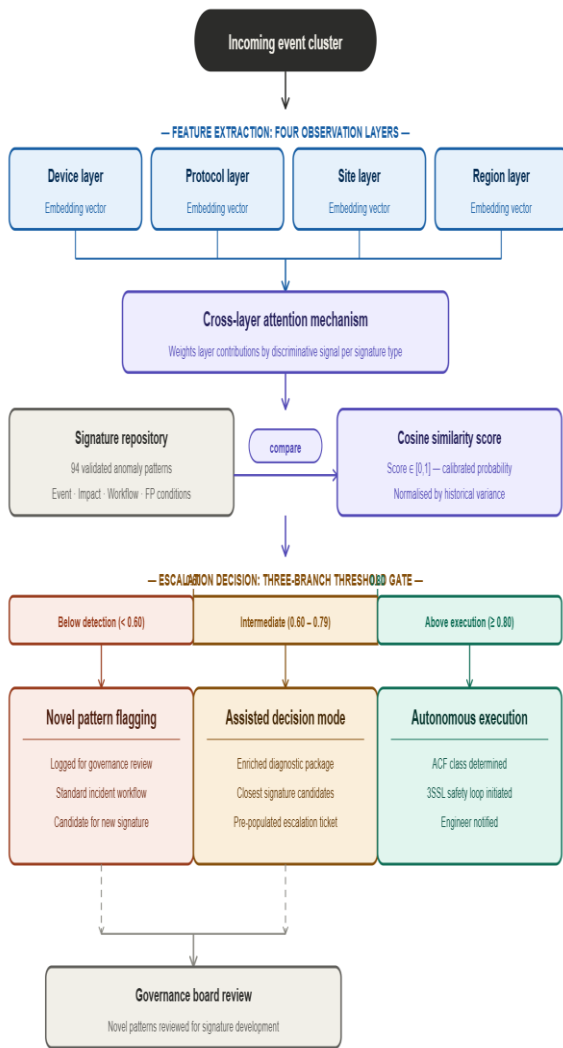 Incoming event cluster
— FEATURE EXTRACTION: FOUR OBSERVATION LAYERS —
Device layer
Embedding vector
Protocol layer
Embedding vector
Site layer
Embedding vector
Region layer
Embedding vector
Cross-layer attention mechanism
Weights layer contributions by discriminative signal per signature type
Signature repository
94 validated anomaly patterns
Event · Impact · Workflow · FP conditions
compare
Cosine similarity score
Score ∈ [0,1] — calibrated probability
Normalised by historical variance
— ESCALATION DECISION: THREE-BRANCH THRESHOLD GATE —
Below detection (< 0.60)
Intermediate (0.60 – 0.79)
Above execution (≥ 0.80)
Novel pattern flagging
Logged for governance review
Standard incident workflow
Candidate for new signature
Assisted decision mode
Enriched diagnostic package
Closest signature candidates
Pre-populated escalation ticket
Autonomous execution
ACF class determined
3SSL safety loop initiated
Engineer notified
Governance board review
Novel patterns reviewed for signature development